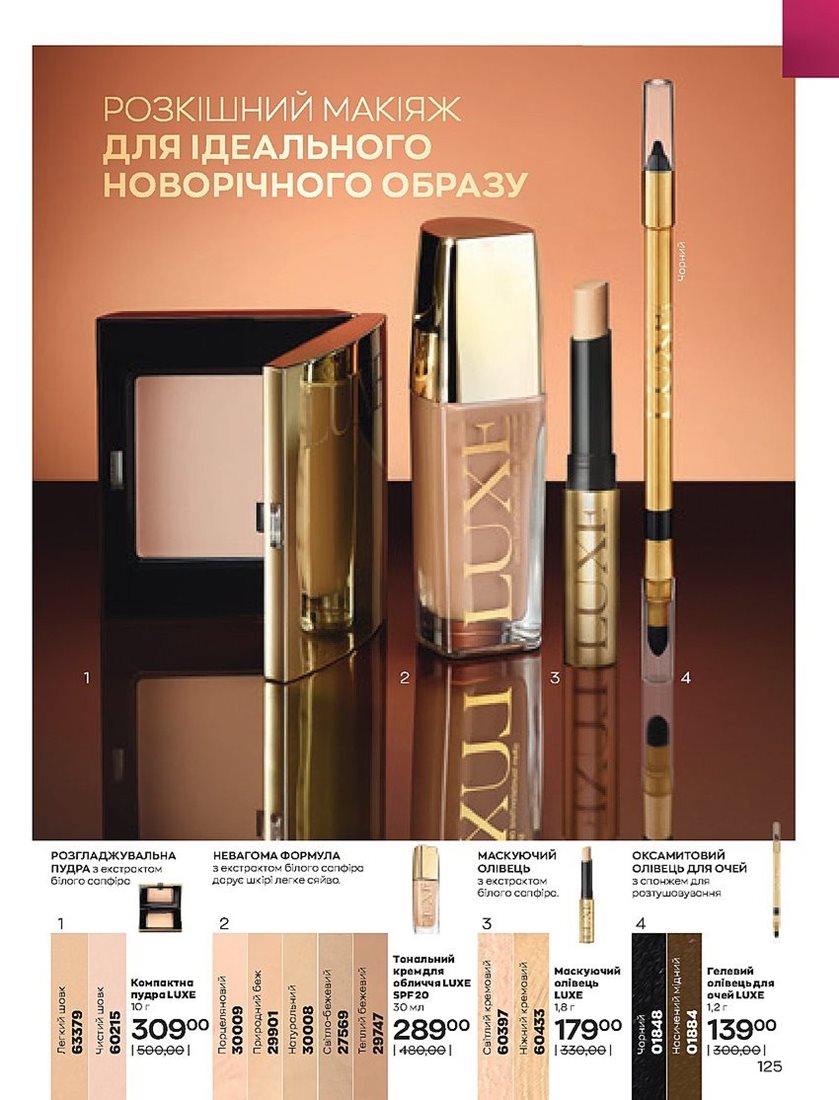 РОЗКІШНИЙ МАКІЯЖ
ДЛЯ ІДЕАЛЬНОГО
НОВОРІЧНОГО ОБРАЗУ
Чорний
LUXE
LUXE
LUXE
1
2
3
4
РОЗГЛАДЖУВАЛЬНА
ПУДРА з екстрактом
білого сапфіра
1
Легкий шовк
63379
Чистий шовк
60215
Компактна
пудра LUXE
10 г
30900
|500,00|
НЕВАГОМА ФОРМУЛА
з екстрактом білого сапфіра
дарує шкірі легке сяйво.
LUXE
2
Порцеляновий
30009
Природний беж
29901
Натуральний
30008
Світло-бежевий
27569
Теплий бежевий
29747
Тональний
крем для
обличчя LUXE
SPF 20
30 мл
28900
|480,00|
МАСКУЮЧИЙ
ОЛІВЕЦЬ
з екстрактом
білого сапфіра.
3
Світлий кремовий
60397
Ніжний кремовий
60433
Маскуючий
олівець
LUXE
1,8 г
17900
|330,00|
ОКСАМИТОВИЙ
ОЛІВЕЦЬ ДЛЯ ОЧЕЙ
з спонжем для
розтушовування
4
Чорний
01848
Насичений мідний
01884
Гелевий
олівець для
очей LUXE
1,2 г
13900
|300,00|
125